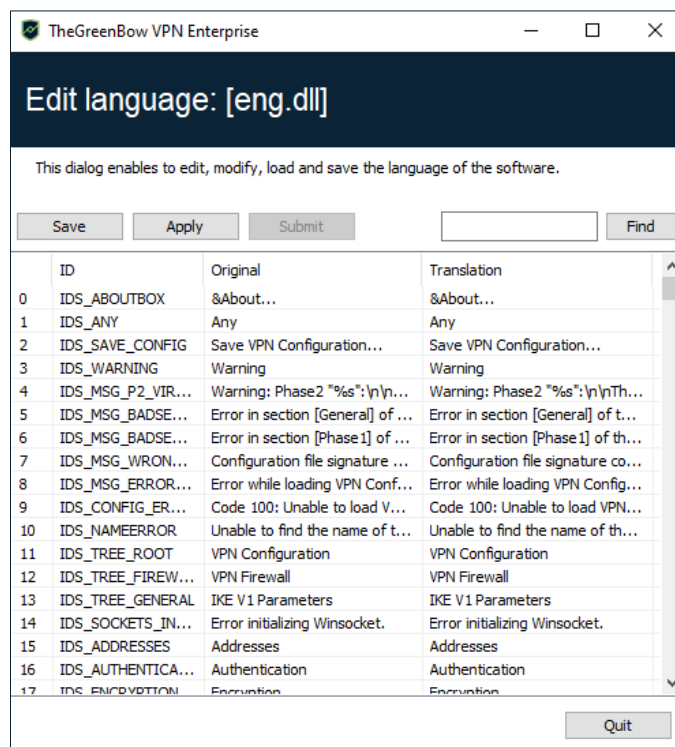 TheGreenBow VPN Enterprise
Edit language: [eng.dll]
This dialog enables to edit, modify, load and save the language of the software.
Save Apply Submit Find
ID Original Translation
0 IDS_ABOUTBOX &About... &About...
1 IDS_ANY Any Any
2 IDS_SAVE_CONFIG Save VPN Configuration... Save VPN Configuration...
3 IDS_WARNING Warning Warning
4 IDS_MSG_P2_VIR... Warning: Phase2 "%s":\n\n... Warning: Phase2 "%s":\n\nTh...
5 IDS_MSG_BADSE... Error in section [General] of ... Error in section [General] of t...
6 IDS_MSG_BADSE... Error in section [Phase1] of ... Error in section [Phase1] of th...
7 IDS_MSG_WRON... Configuration file signature ... Configuration file signature co...
8 IDS_MSG_ERROR... Error while loading VPN Conf... Error while loading VPN Config...
9 IDS_CONFIG_ER... Code 100: Unable to load V... Code 100: Unable to load VPN...
10 IDS_NAMEERROR Unable to find the name of t... Unable to find the name of th...
11 IDS_TREE_ROOT VPN Configuration VPN Configuration
12 IDS_TREE_FIREW... VPN Firewall VPN Firewall
13 IDS_TREE_GENERAL IKE V1 Parameters IKE V1 Parameters
14 IDS_SOCKETS_IN... Error initializing Winsocket. Error initializing Winsocket.
15 IDS_ADDRESSES Addresses Addresses
16 IDS_AUTHENTICA... Authentication Authentication
17 IDS_ENCRYPTION Encryption Encryption
Quit